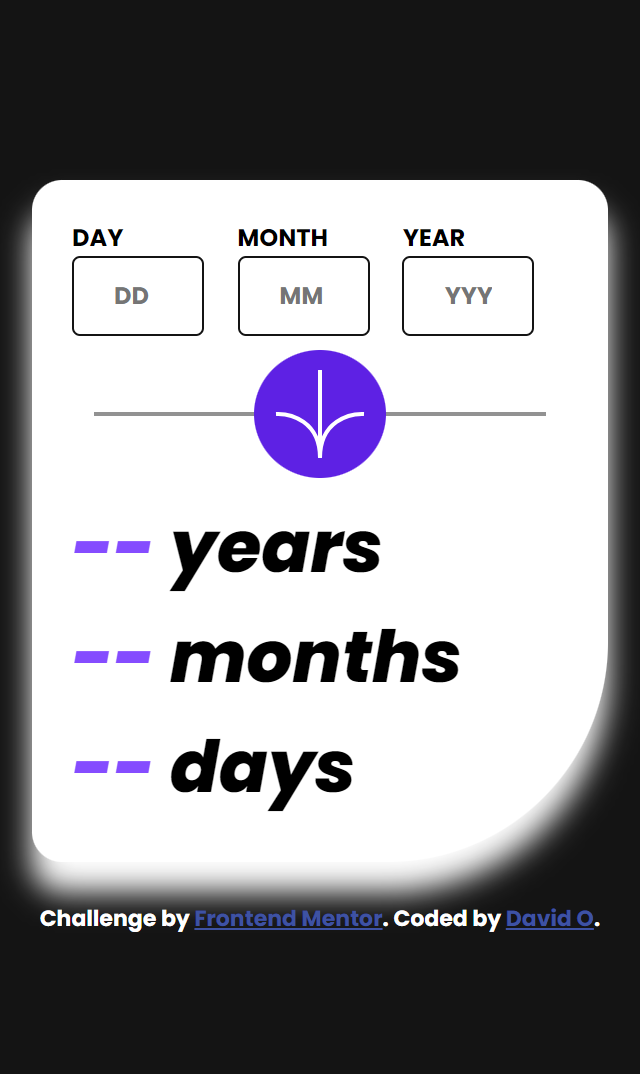 DAY MONTH YEAR
DD MM YYY
-- years
-- months
-- days
Challenge by Frontend Mentor. Coded by David O.